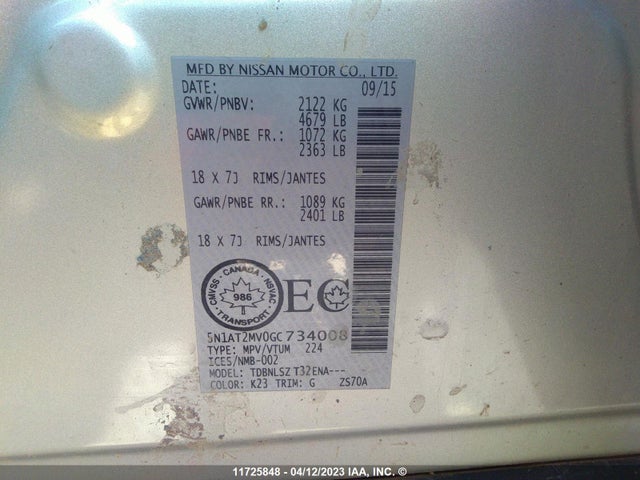 MFD BY NISSAN MOTOR CO., LTD.
DATE: 09/15
GVWR/PNBV: 2122 KG
4679 LB
GAWR/PNBE FR.: 1072 KG
2363 LB
18 X 7J RIMS/JANTES
GAWR/PNBE RR.: 1089 KG
2401 LB
18 X 7J RIMS/JANTES
CMVSS · CANADA · NSVAC
986
· TRANSPORT ·
EC
5N1AT2MV0GC734008
TYPE: MPV/VTUM 224
ICES/NMB-002
MODEL: TDBNLSZ T32ENA---
COLOR: K23 TRIM: G ZS70A
11725848 - 04/12/2023 IAA, INC. ©